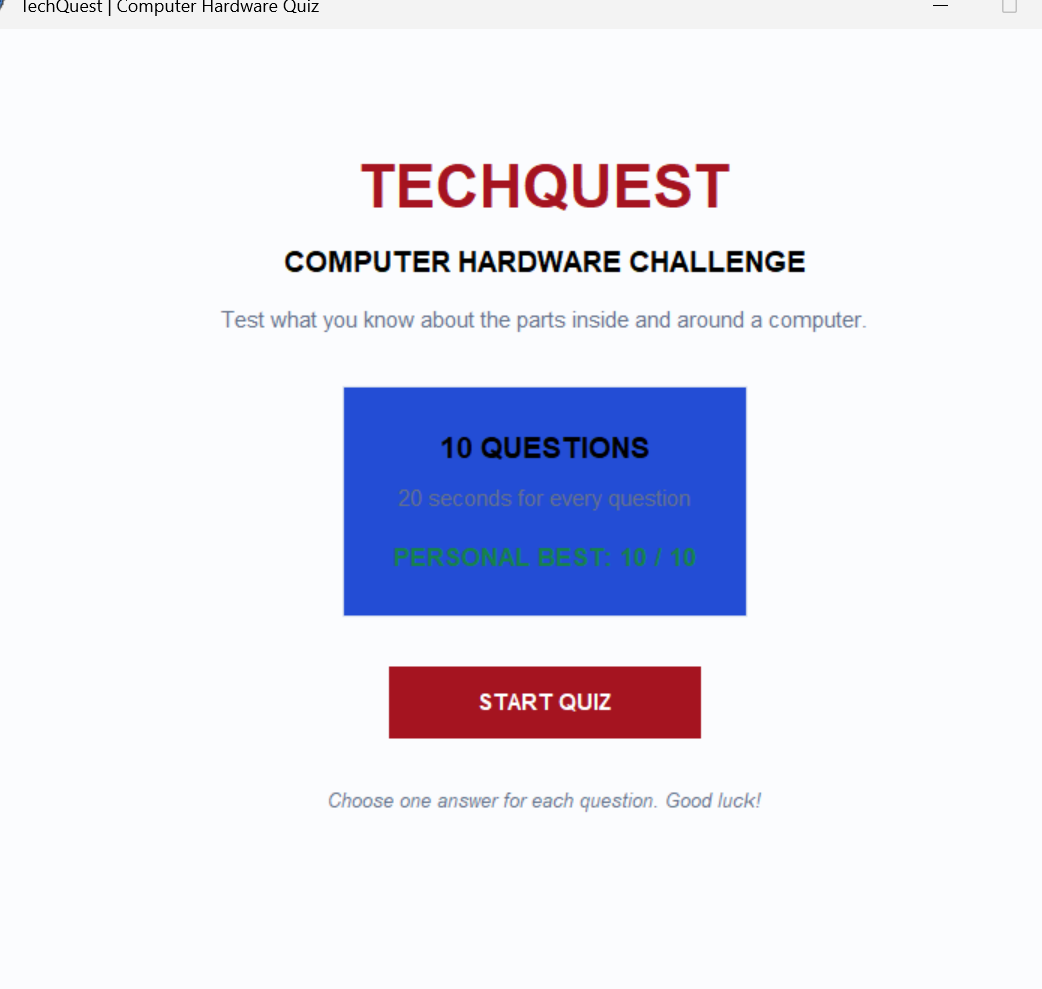 TechQuest | Computer Hardware Quiz
TECHQUEST
COMPUTER HARDWARE CHALLENGE
Test what you know about the parts inside and around a computer.
10 QUESTIONS
20 seconds for every question
PERSONAL BEST: 10 / 10
START QUIZ
Choose one answer for each question. Good luck!